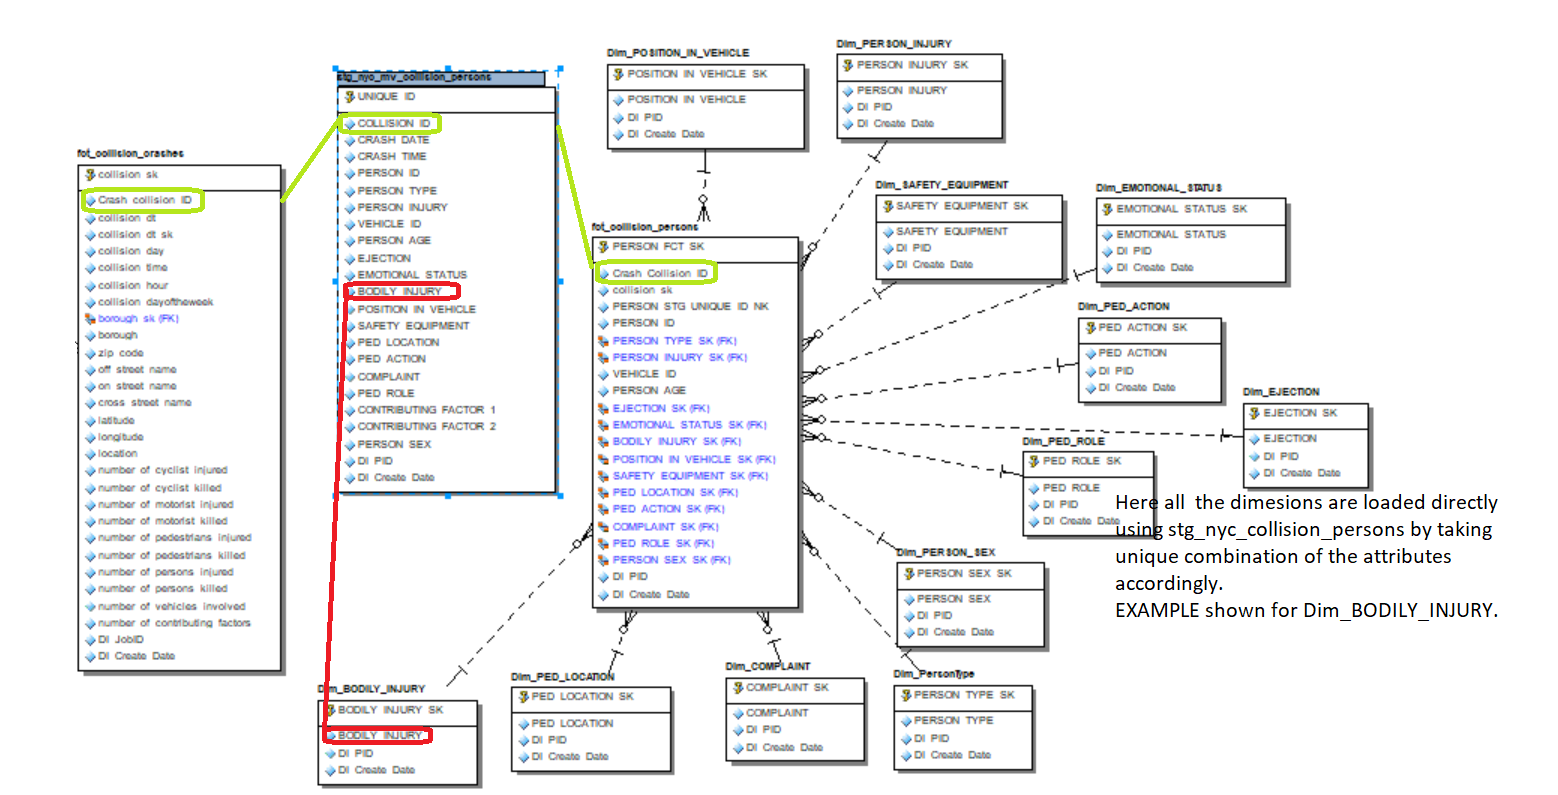 fct_collision_crashes
collision sk
Crash collision ID
collision dt
collision dt sk
collision day
collision time
collision hour
collision dayoftheweek
borough sk (FK)
borough
zip code
off street name
on street name
cross street name
latitude
longitude
location
number of cyclist injured
number of cyclist killed
number of motorist injured
number of motorist killed
number of pedestrians injured
number of pedestrians killed
number of persons injured
number of persons killed
number of vehicles involved
number of contributing factors
DI JobID
DI Create Date
stg_nyc_mv_collision_persons
UNIQUE ID
COLLISION ID
CRASH DATE
CRASH TIME
PERSON ID
PERSON TYPE
PERSON INJURY
VEHICLE ID
PERSON AGE
EJECTION
EMOTIONAL STATUS
BODILY INJURY
POSITION IN VEHICLE
SAFETY EQUIPMENT
PED LOCATION
PED ACTION
COMPLAINT
PED ROLE
CONTRIBUTING FACTOR 1
CONTRIBUTING FACTOR 2
PERSON SEX
DI PID
DI Create Date
Dim_POSITION_IN_VEHICLE
POSITION IN VEHICLE SK
POSITION IN VEHICLE
DI PID
DI Create Date
Dim_PERSON_INJURY
PERSON INJURY SK
PERSON INJURY
DI PID
DI Create Date
fct_collision_persons
PERSON FCT SK
Crash Collision ID
collision sk
PERSON STG UNIQUE ID NK
PERSON ID
PERSON TYPE SK (FK)
PERSON INJURY SK (FK)
VEHICLE ID
PERSON AGE
EJECTION SK (FK)
EMOTIONAL STATUS SK (FK)
BODILY INJURY SK (FK)
POSITION IN VEHICLE SK (FK)
SAFETY EQUIPMENT SK (FK)
PED LOCATION SK (FK)
PED ACTION SK (FK)
COMPLAINT SK (FK)
PED ROLE SK (FK)
PERSON SEX SK (FK)
DI PID
DI Create Date
Dim_SAFETY_EQUIPMENT
SAFETY EQUIPMENT SK
SAFETY EQUIPMENT
DI PID
DI Create Date
Dim_EMOTIONAL_STATUS
EMOTIONAL STATUS SK
EMOTIONAL STATUS
DI PID
DI Create Date
Dim_PED_ACTION
PED ACTION SK
PED ACTION
DI PID
DI Create Date
Dim_EJECTION
EJECTION SK
EJECTION
DI PID
DI Create Date
Dim_PED_ROLE
PED ROLE SK
PED ROLE
DI PID
DI Create Date
Here all the dimesions are loaded directly
using stg_nyc_collision_persons by taking
unique combination of the attributes
accordingly.
EXAMPLE shown for Dim_BODILY_INJURY.
Dim_PERSON_SEX
PERSON SEX SK
PERSON SEX
DI PID
DI Create Date
Dim_BODILY_INJURY
BODILY INJURY SK
BODILY INJURY
DI PID
DI Create Date
Dim_PED_LOCATION
PED LOCATION SK
PED LOCATION
DI PID
DI Create Date
Dim_COMPLAINT
COMPLAINT SK
COMPLAINT
DI PID
DI Create Date
Dim_PersonType
PERSON TYPE SK
PERSON TYPE
DI PID
DI Create Date